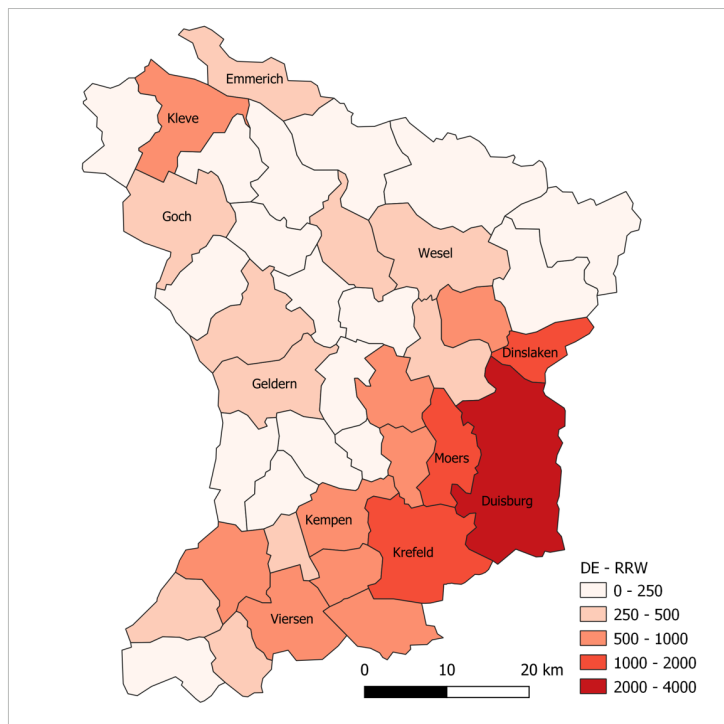 Emmerich
Kleve
Goch
Wesel
Dinslaken
Geldern
Moers
Duisburg
Kempen
Krefeld
Viersen
DE - RRW
0 - 250
250 - 500
500 - 1000
1000 - 2000
2000 - 4000
0 10 20 km